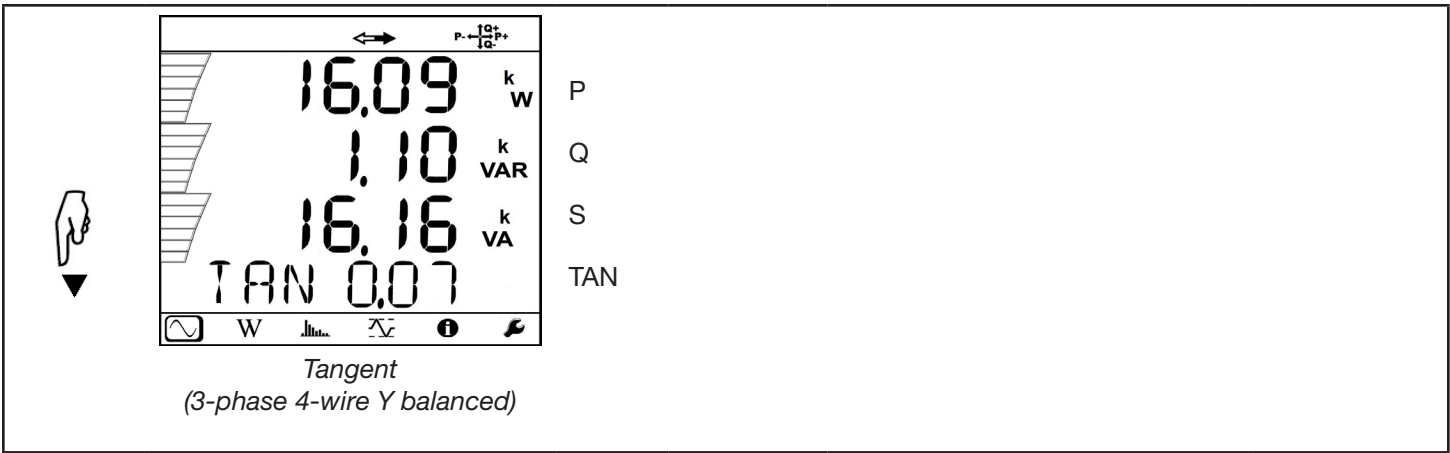 P- Q+ P+
Q-
16.09 k W P
1.10 k VAR Q
16.16 k VA S
TAN 0.07 TAN
W
Tangent
(3-phase 4-wire Y balanced)